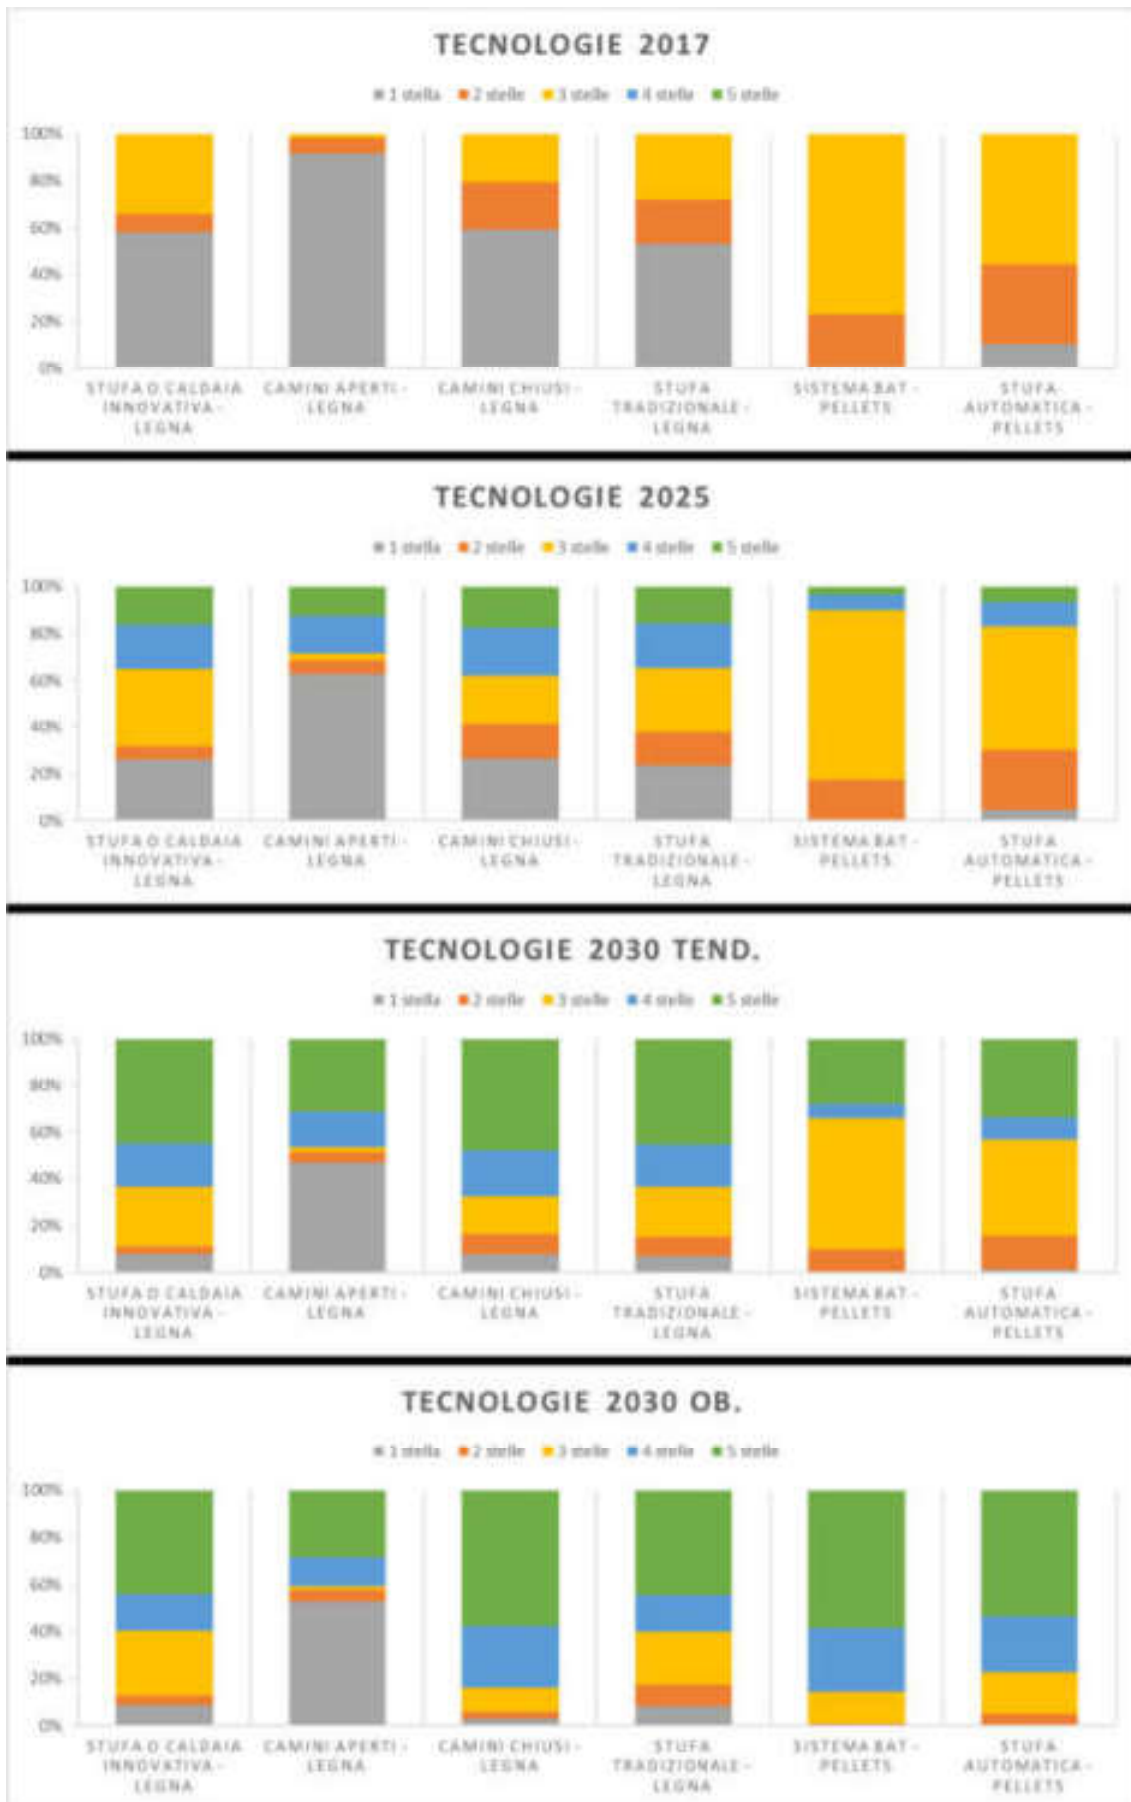 TECNOLOGIE 2017
1 stella 2 stelle 3 stelle 4 stelle 5 stelle
100%
80%
60%
40%
20%
0%
STUFA O CALDAIA INNOVATIVA - LEGNA
CAMINI APERTI - LEGNA
CAMINI CHIUSI - LEGNA
STUFA TRADIZIONALE - LEGNA
SISTEMA BAT - PELLETS
STUFA AUTOMATICA - PELLETS
TECNOLOGIE 2025
1 stella 2 stelle 3 stelle 4 stelle 5 stelle
100%
80%
60%
40%
20%
0%
STUFA O CALDAIA INNOVATIVA - LEGNA
CAMINI APERTI - LEGNA
CAMINI CHIUSI - LEGNA
STUFA TRADIZIONALE - LEGNA
SISTEMA BAT - PELLETS
STUFA AUTOMATICA - PELLETS
TECNOLOGIE 2030 TEND.
1 stella 2 stelle 3 stelle 4 stelle 5 stelle
100%
80%
60%
40%
20%
0%
STUFA O CALDAIA INNOVATIVA - LEGNA
CAMINI APERTI - LEGNA
CAMINI CHIUSI - LEGNA
STUFA TRADIZIONALE - LEGNA
SISTEMA BAT - PELLETS
STUFA AUTOMATICA - PELLETS
TECNOLOGIE 2030 OB.
1 stella 2 stelle 3 stelle 4 stelle 5 stelle
100%
80%
60%
40%
20%
0%
STUFA O CALDAIA INNOVATIVA - LEGNA
CAMINI APERTI - LEGNA
CAMINI CHIUSI - LEGNA
STUFA TRADIZIONALE - LEGNA
SISTEMA BAT - PELLETS
STUFA AUTOMATICA - PELLETS